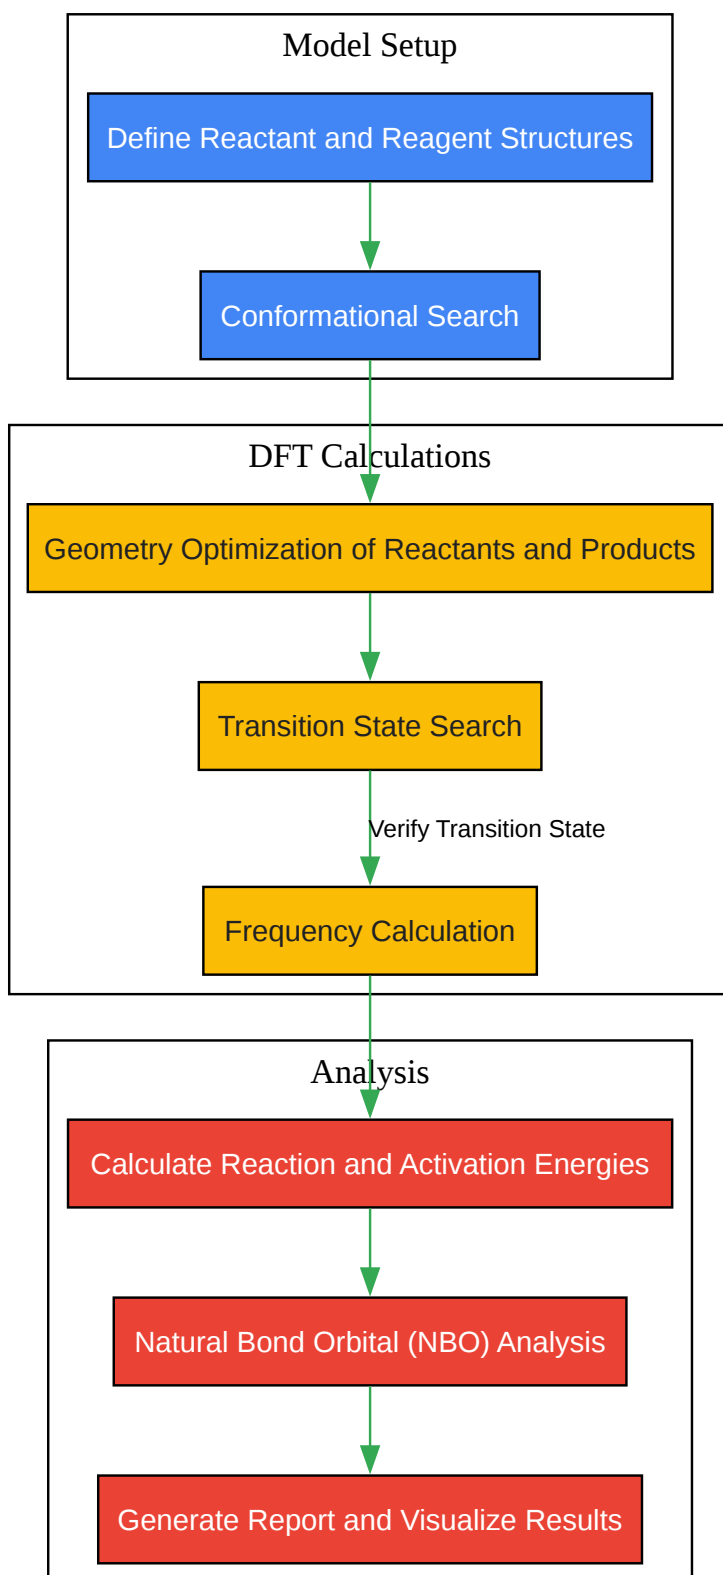 Model Setup
Define Reactant and Reagent Structures
Conformational Search
DFT Calculations
Geometry Optimization of Reactants and Products
Transition State Search
Verify Transition State
Frequency Calculation
Analysis
Calculate Reaction and Activation Energies
Natural Bond Orbital (NBO) Analysis
Generate Report and Visualize Results